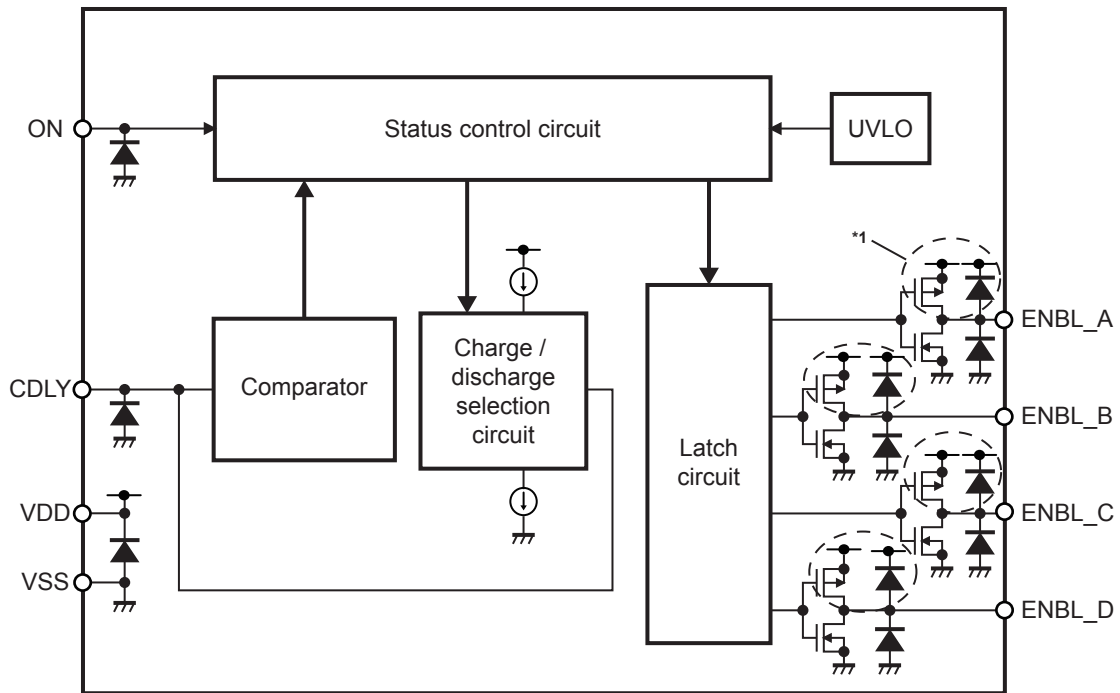 ON
Status control circuit
UVLO
*1
ENBL_A
CDLY
Comparator
Charge /
discharge
selection
circuit
ENBL_B
Latch
circuit
VDD
ENBL_C
VSS
ENBL_D